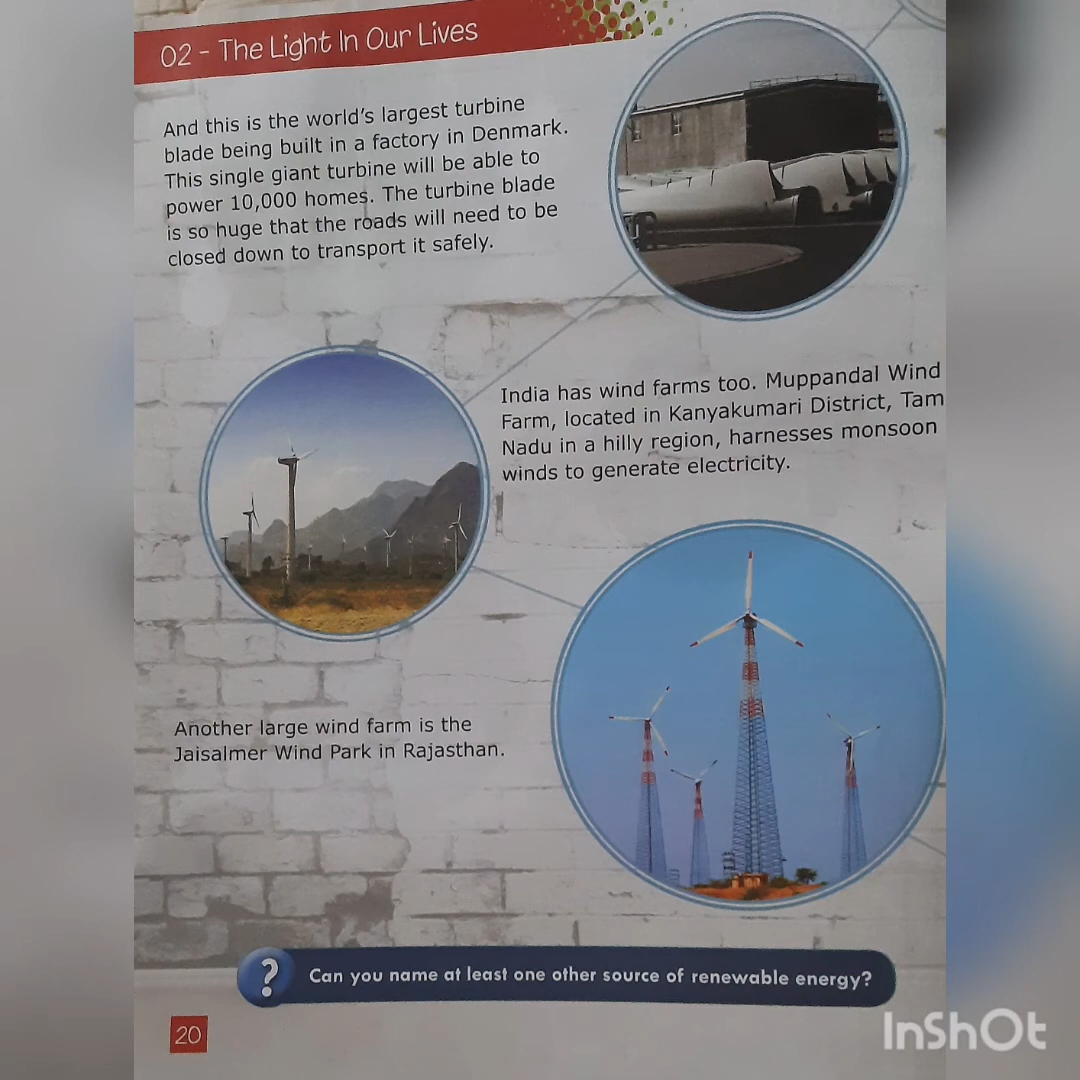 02 - The Light In Our Lives
And this is the world's largest turbine
blade being built in a factory in Denmark.
This single giant turbine will be able to
power 10,000 homes. The turbine blade
is so huge that the roads will need to be
closed down to transport it safely.
India has wind farms too. Muppandal Wind
Farm, located in Kanyakumari District, Tam
Nadu in a hilly region, harnesses monsoon
winds to generate electricity.
Another large wind farm is the
Jaisalmer Wind Park in Rajasthan.
? Can you name at least one other source of renewable energy?
20
InShOt